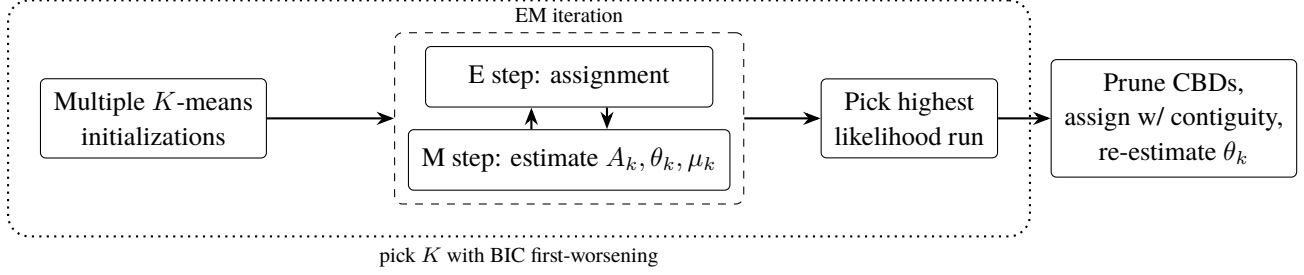 EM iteration
Multiple K-means
initializations
E step: assignment
M step: estimate A_k, θ_k, μ_k
Pick highest
likelihood run
Prune CBDs,
assign w/ contiguity,
re-estimate θ_k
pick K with BIC first-worsening